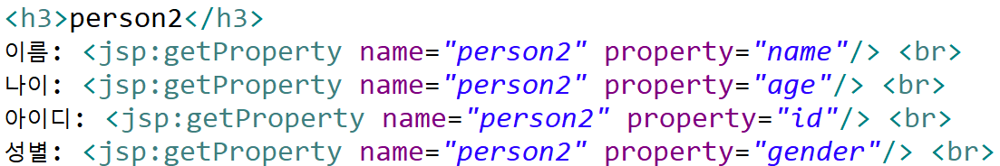 <h3>person2</h3>
이름: <jsp:getProperty name="person2" property="name"/> <br>
나이: <jsp:getProperty name="person2" property="age"/> <br>
아이디: <jsp:getProperty name="person2" property="id"/> <br>
성별: <jsp:getProperty name="person2" property="gender"/> <br>